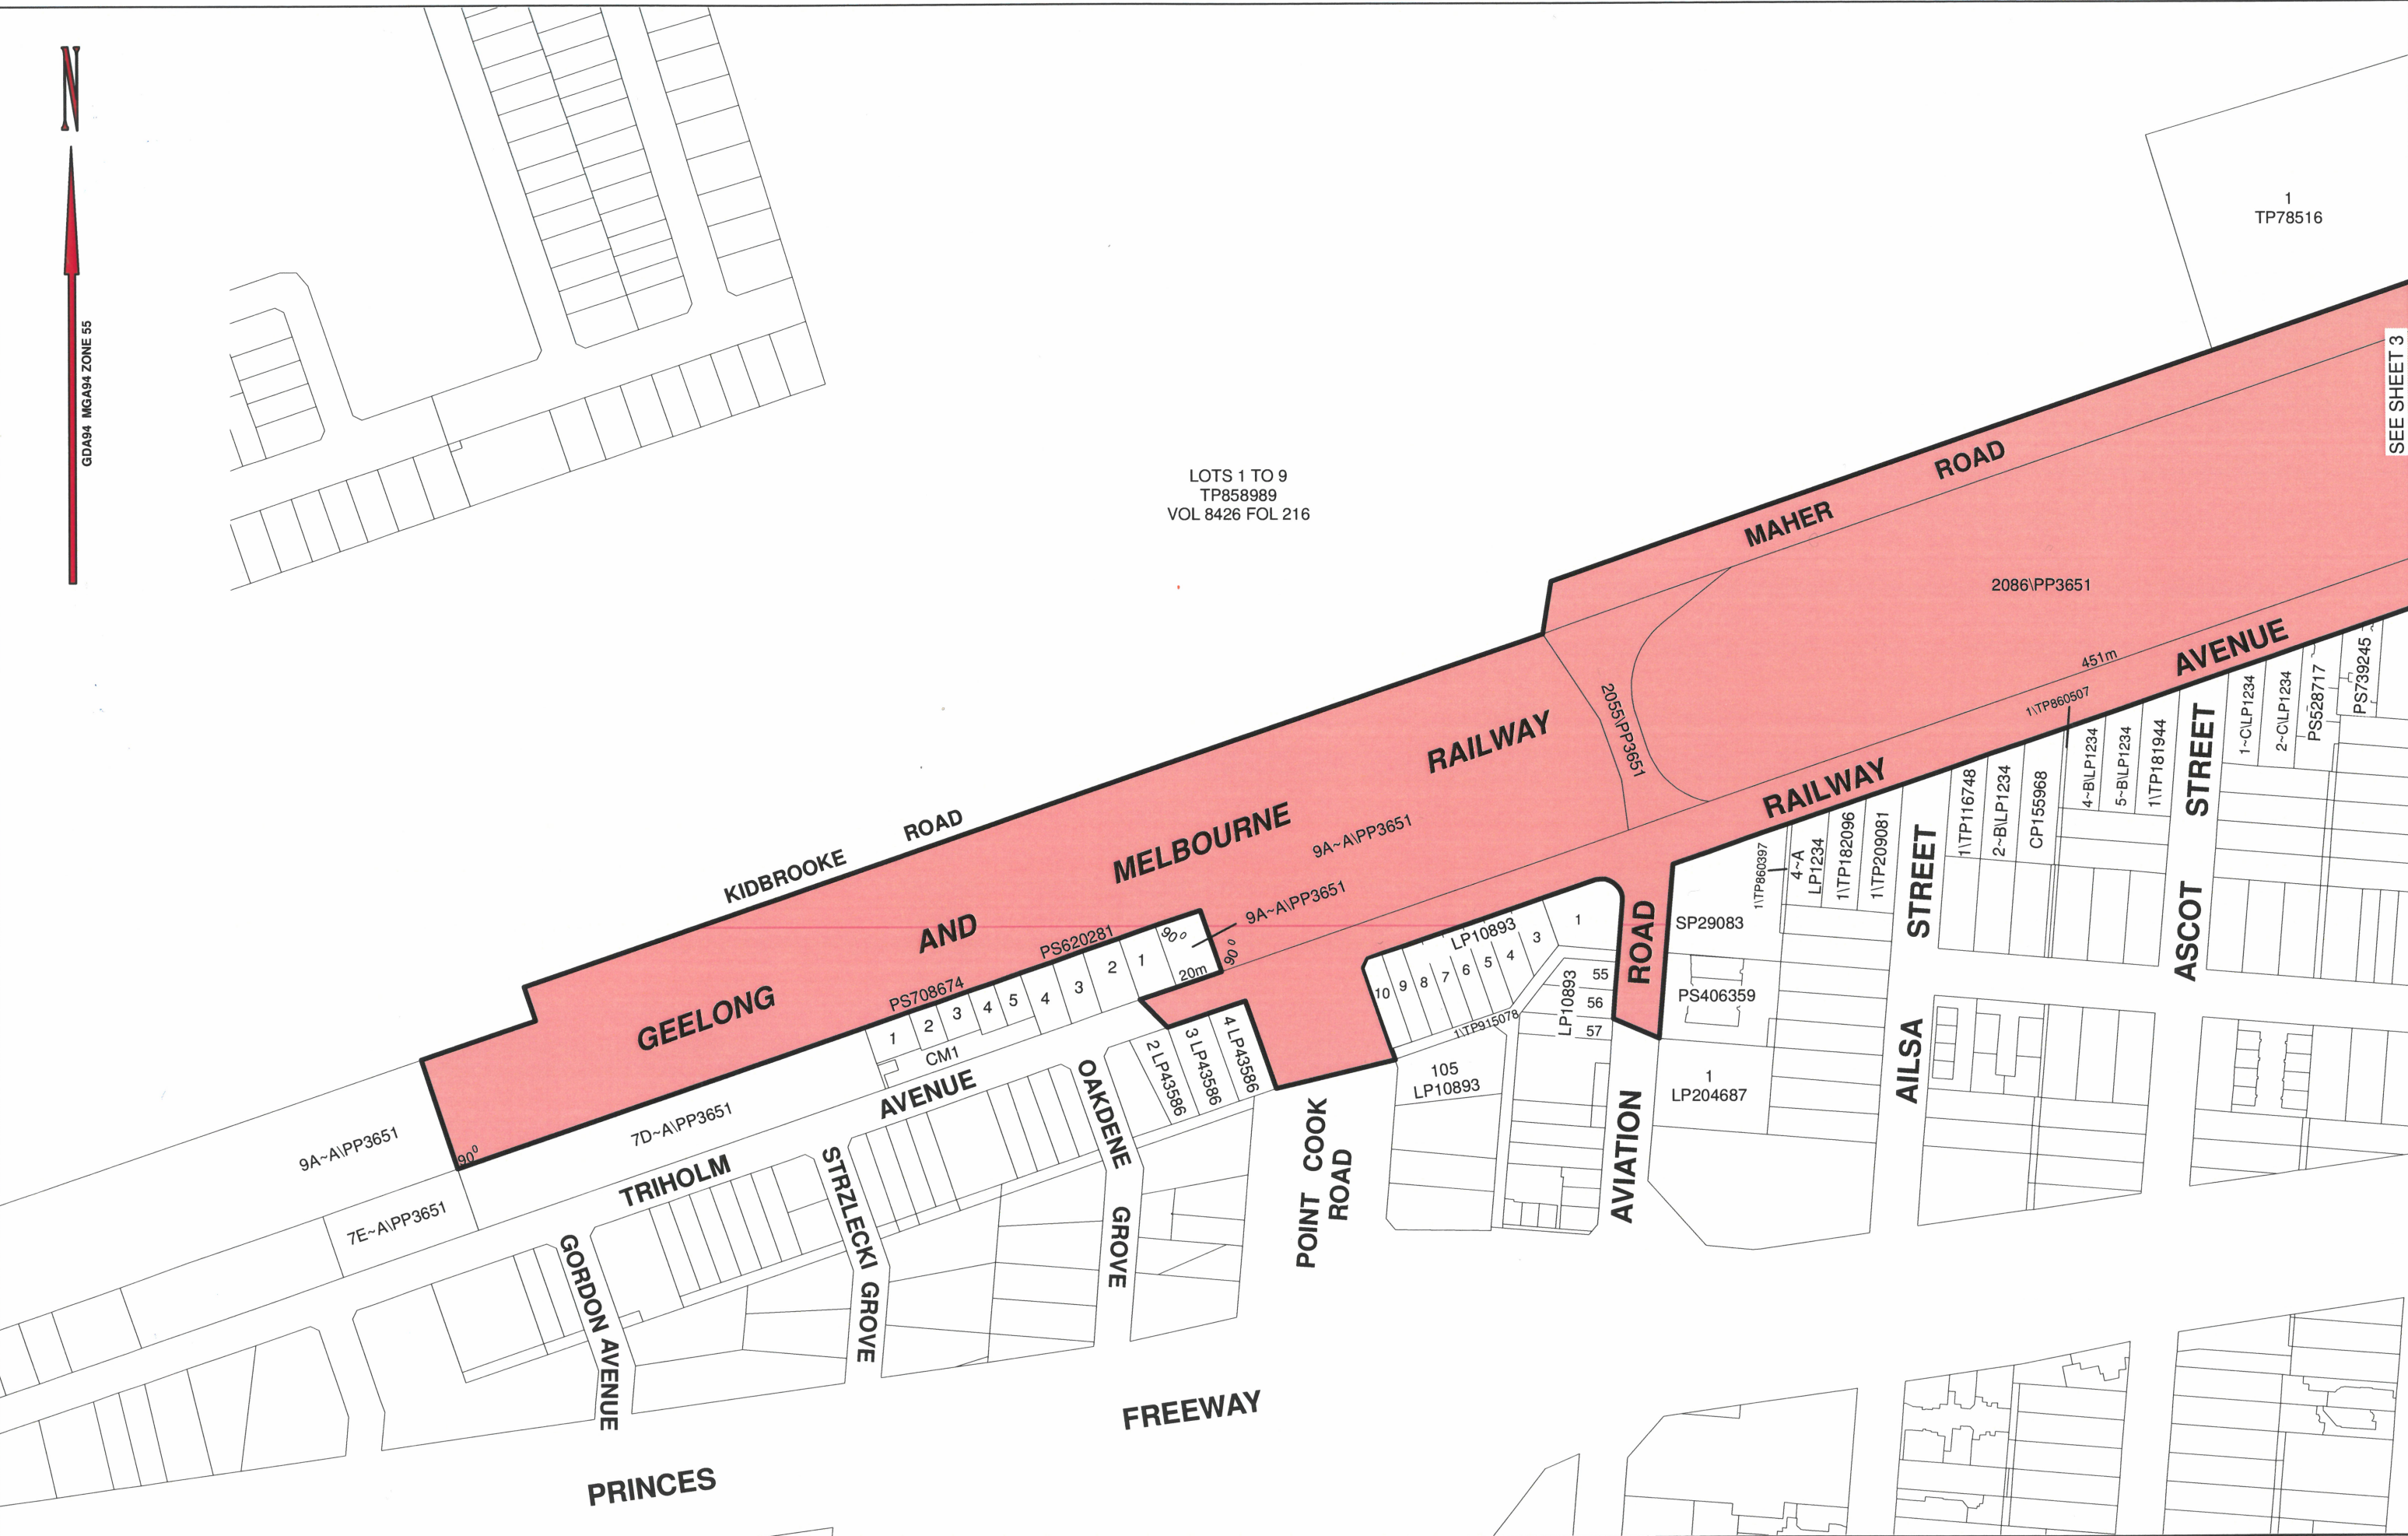 N
GDA94 MGA94 ZONE 55
1
TP78516
SEE SHEET 3
LOTS 1 TO 9
TP858989
VOL 8426 FOL 216
MAHER ROAD
2086\PP3651
451m
RAILWAY AVENUE
1\TP860507
2055\PP3651
KIDBROOKE ROAD
GEELONG AND MELBOURNE RAILWAY
9A~A\PP3651
9A~A\PP3651
90°
90°
20m
PS620281
PS708674
1
2
3
4
5
4
3
2
1
CM1
7D~A\PP3651
90°
9A~A\PP3651
7E~A\PP3651
TRIHOLM AVENUE
GORDON AVENUE
STRZLECKI GROVE
OAKDENE GROVE
2 LP43586
3 LP43586
4 LP43586
POINT COOK
ROAD
LP10893
10
9
8
7
6
5
4
3
1
1\TP915078
LP10893
55
56
57
105
LP10893
AVIATION ROAD
SP29083
PS406359
1
LP204687
1\TP860397
4~A
LP1234
1\TP182096
1\TP209081
AILSA STREET
1\TP116748
2~B\LP1234
CP155968
4~B\LP1234
5~B\LP1234
1\TP181944
ASCOT STREET
1~C\LP1234
2~C\LP1234
PS528717
PS739245
PRINCES FREEWAY